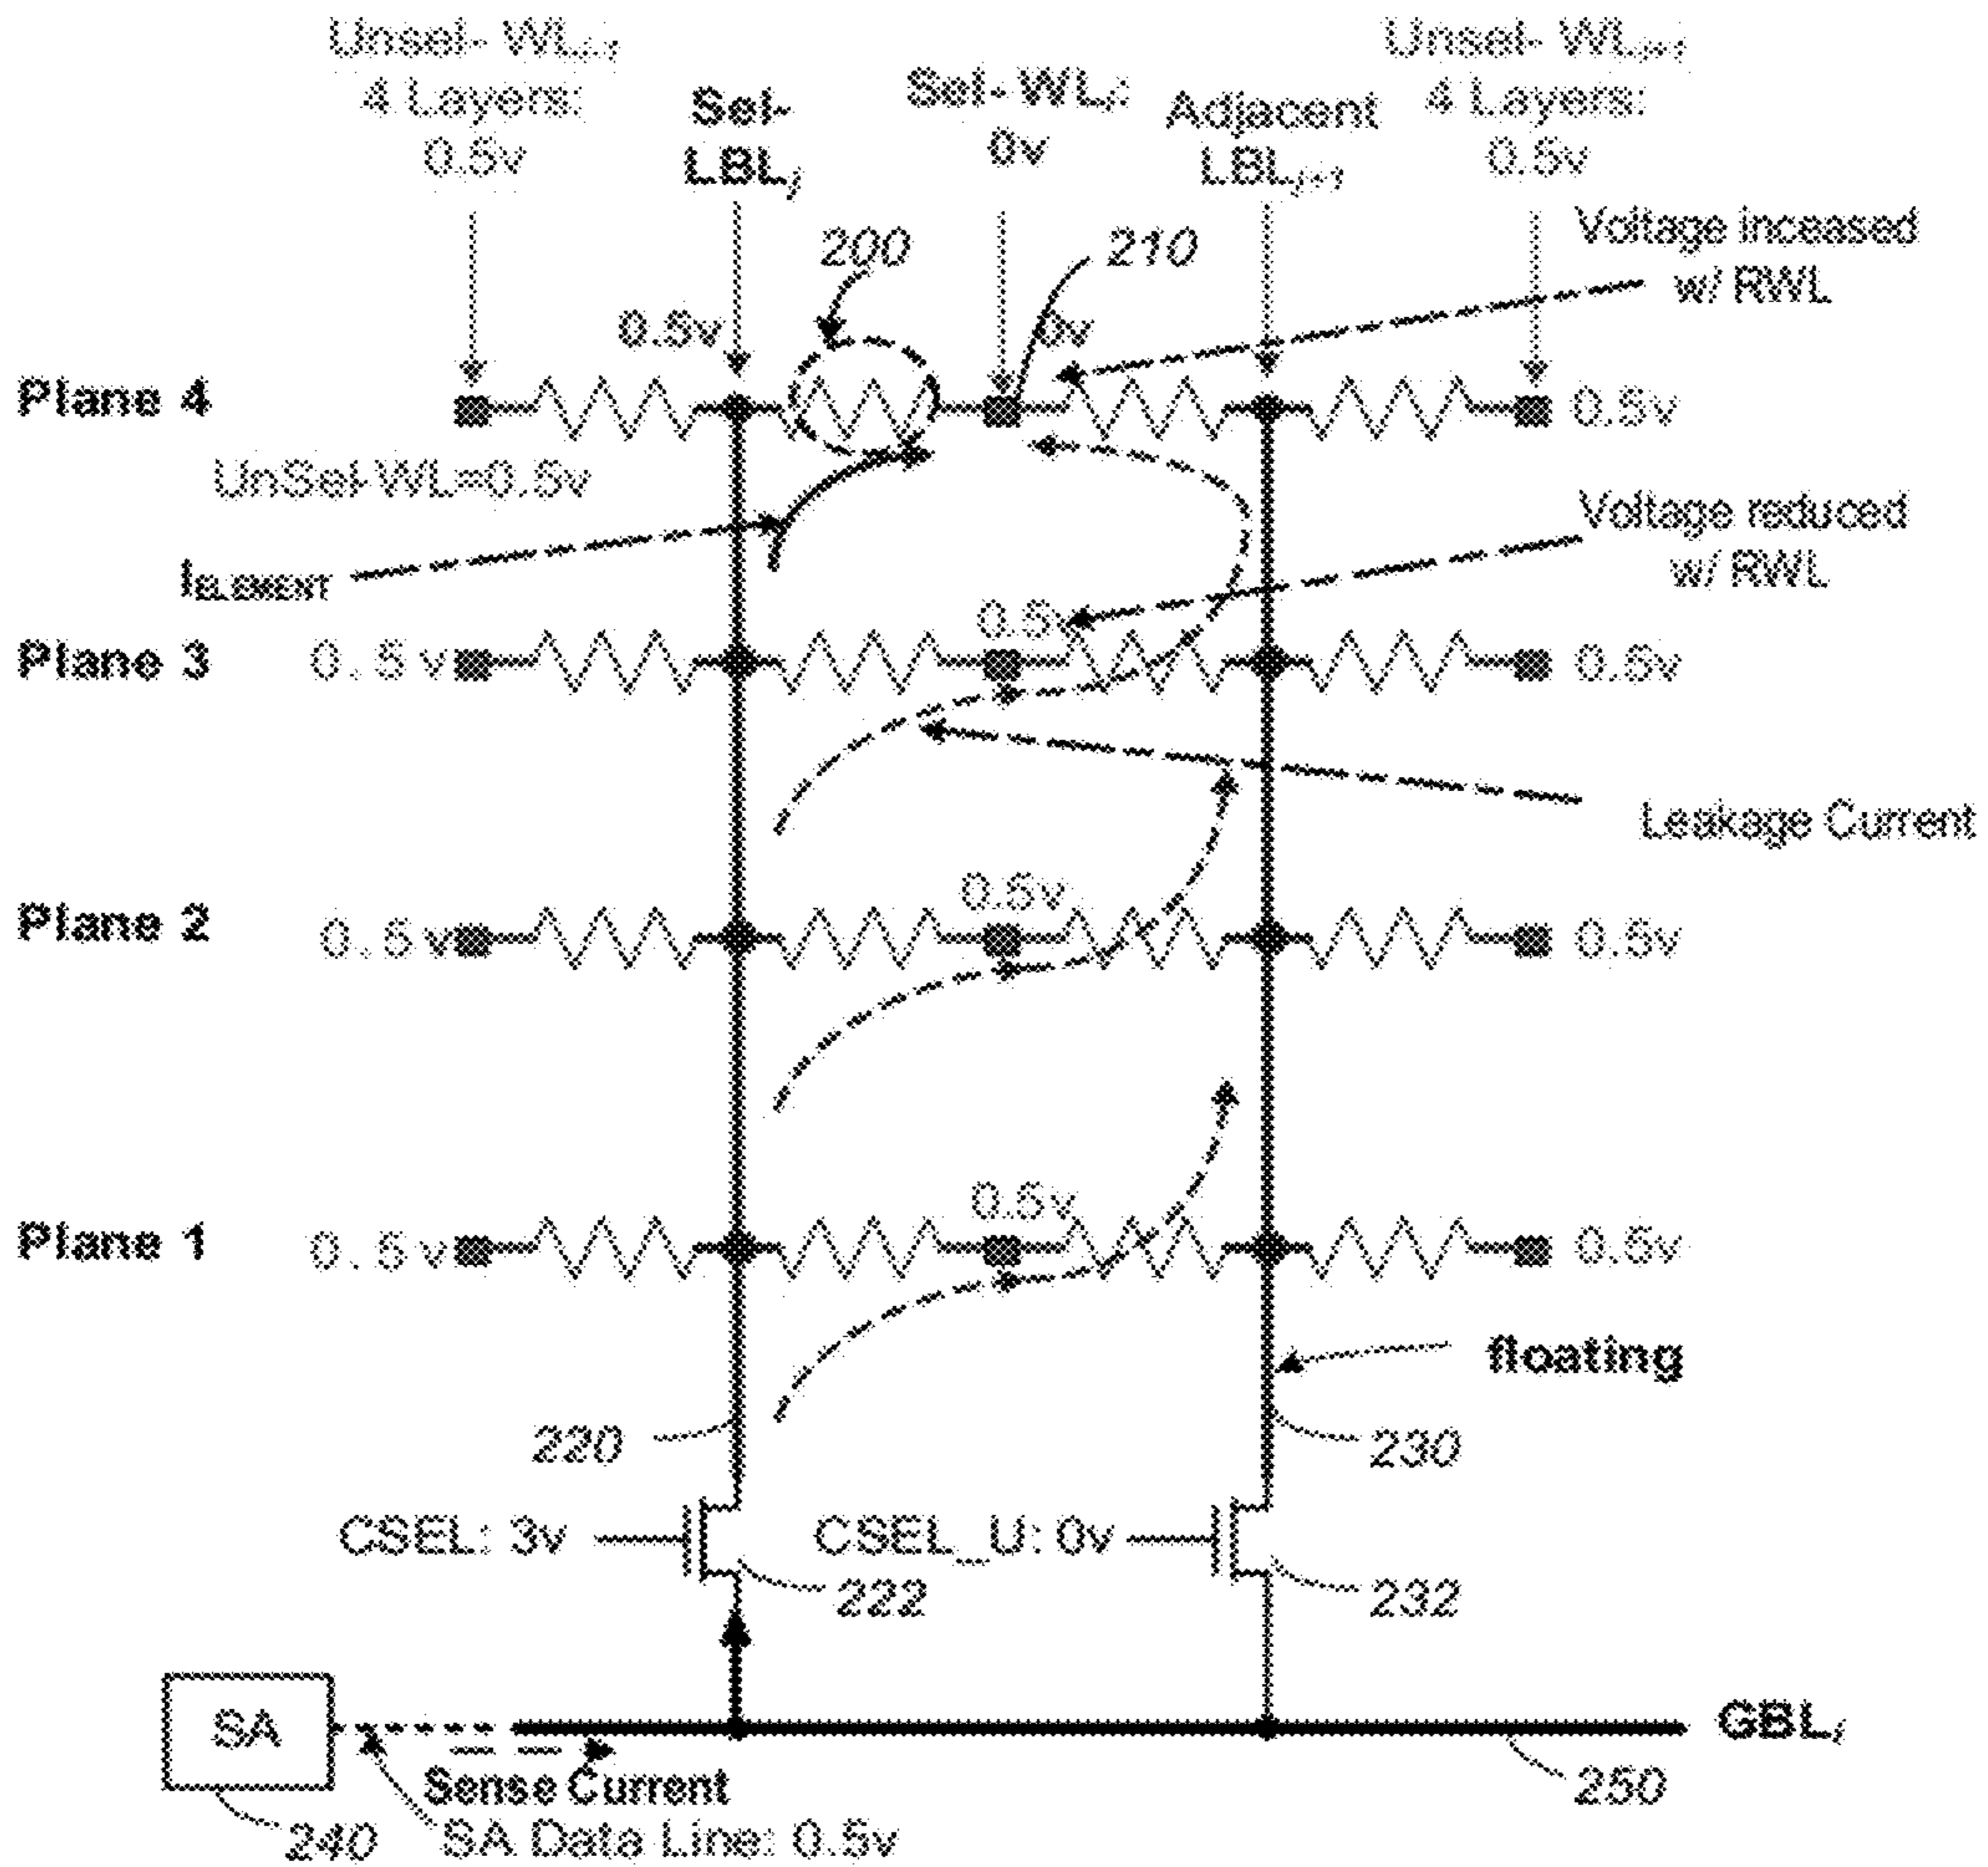 Unsel- WLi-1
4 Layers:
0.5v
Sel-
LBLj
Sel- WLi:
0v
Adjacent
LBLj+1
Unsel- WLi+1
4 Layers:
0.5v
Voltage inceased
w/ RWL
200
210
0.5v
0v
Plane 4
0.5v
UnSel-WL=0.5v
Voltage reduced
w/ RWL
IELEMENT
0.5v
Plane 3
0.5v
0.5v
Leakage Current
0.5v
Plane 2
0.5v
0.5v
0.5v
Plane 1
0.5v
0.5v
floating
220
230
CSEL: 3v
CSEL_U: 0v
222
232
SA
GBLj
Sense Current
250
240
SA Data Line: 0.5v